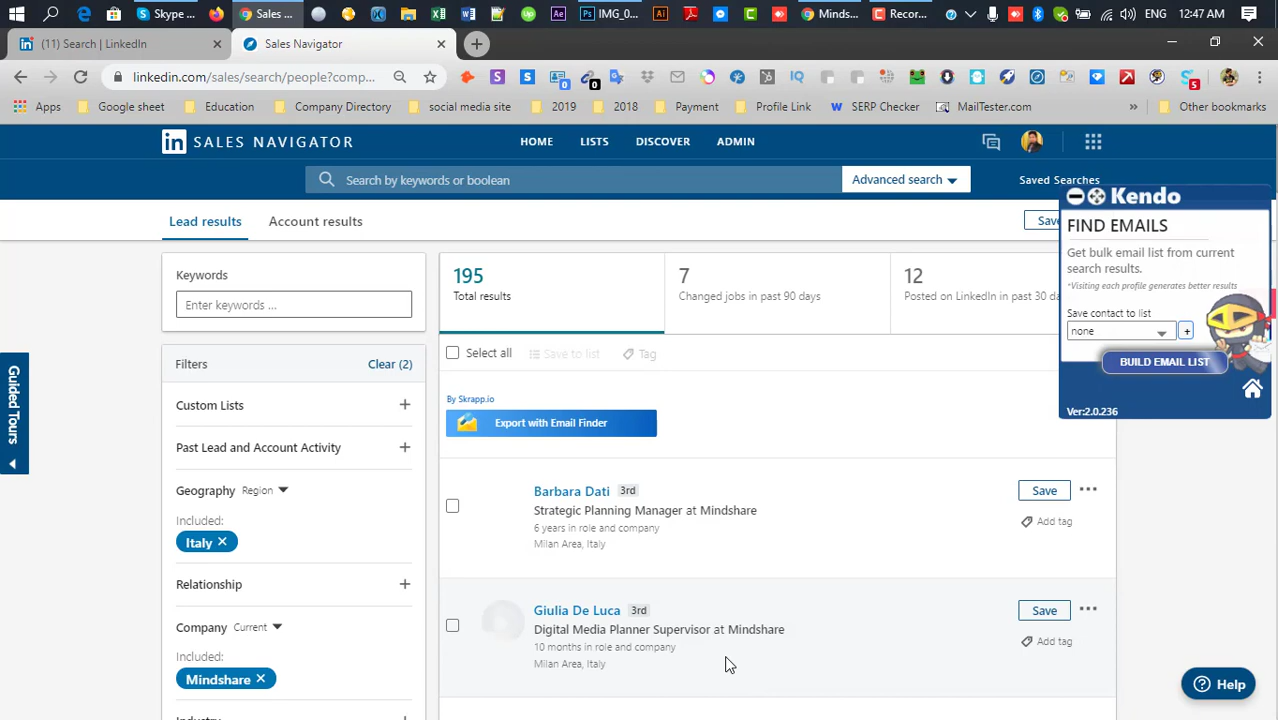 Skype ...
Sales ...
IMG_0...
Minds...
Recor...
ENG
12:47 AM
(11) Search | LinkedIn
Sales Navigator
linkedin.com/sales/search/people?comp...
Apps
Google sheet
Education
Company Directory
social media site
2019
2018
Payment
Profile Link
SERP Checker
MailTester.com
Other bookmarks
in SALES NAVIGATOR
HOME
LISTS
DISCOVER
ADMIN
Search by keywords or boolean
Advanced search
Saved Searches
Lead results
Account results
Save
Kendo
FIND EMAILS
Get bulk email list from current
search results.
*Visiting each profile generates better results
Save contact to list
none
+
BUILD EMAIL LIST
Ver:2.0.236
Keywords
Enter keywords ...
195
Total results
7
Changed jobs in past 90 days
12
Posted on LinkedIn in past 30 da
Select all
Save to list
Tag
Filters
Clear (2)
Custom Lists
Past Lead and Account Activity
Geography Region
Included:
Italy
Relationship
Company Current
Included:
Mindshare
Industry
Guided Tours
By Skrapp.io
Export with Email Finder
Barbara Dati 3rd
Strategic Planning Manager at Mindshare
6 years in role and company
Milan Area, Italy
Save
Add tag
Giulia De Luca 3rd
Digital Media Planner Supervisor at Mindshare
10 months in role and company
Milan Area, Italy
Save
Add tag
Help